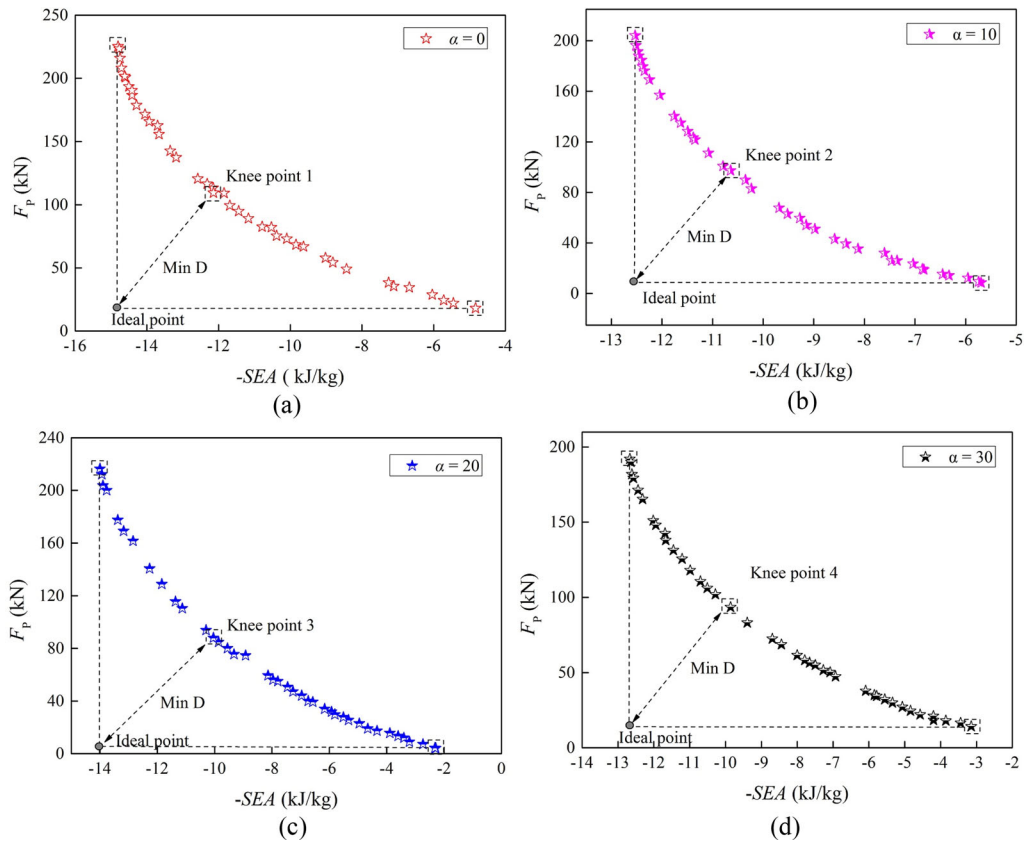 250
200
150
100
50
0
F_P (kN)
α = 0
Knee point 1
Min D
Ideal point
-16
-14
-12
-10
-8
-6
-4
-SEA ( kJ/kg)
(a)
200
160
120
80
40
0
F_P (kN)
α = 10
Knee point 2
Min D
Ideal point
-13
-12
-11
-10
-9
-8
-7
-6
-5
-SEA (kJ/kg)
(b)
240
200
160
120
80
40
0
F_P (kN)
α = 20
Knee point 3
Min D
Ideal point
-14
-12
-10
-8
-6
-4
-2
0
-SEA (kJ/kg)
(c)
200
150
100
50
0
F_P (kN)
α = 30
Knee point 4
Min D
Ideal point
-14
-13
-12
-11
-10
-9
-8
-7
-6
-5
-4
-3
-2
-SEA (kJ/kg)
(d)